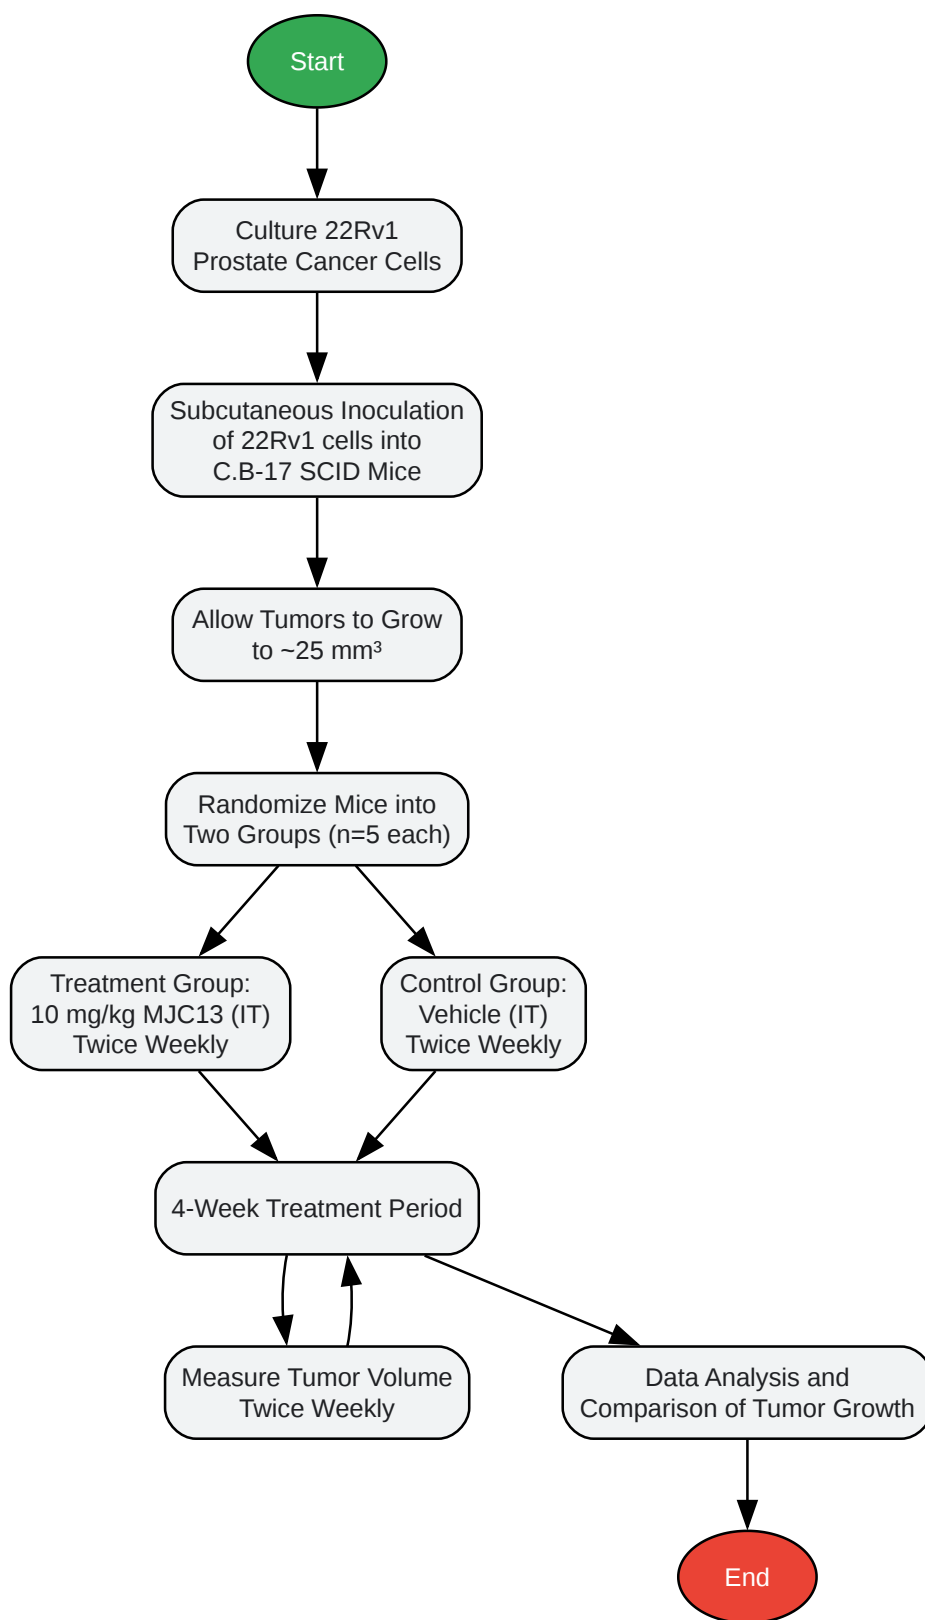 Start
Culture 22Rv1
Prostate Cancer Cells
Subcutaneous Inoculation
of 22Rv1 cells into
C.B-17 SCID Mice
Allow Tumors to Grow
to ~25 mm³
Randomize Mice into
Two Groups (n=5 each)
Treatment Group:
10 mg/kg MJC13 (IT)
Twice Weekly
Control Group:
Vehicle (IT)
Twice Weekly
4-Week Treatment Period
Measure Tumor Volume
Twice Weekly
Data Analysis and
Comparison of Tumor Growth
End